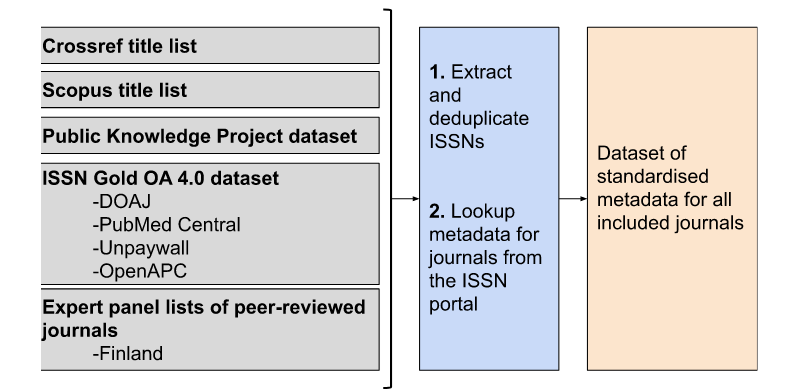 Crossref title list
Scopus title list
Public Knowledge Project dataset
ISSN Gold OA 4.0 dataset
-DOAJ
-PubMed Central
-Unpaywall
-OpenAPC
Expert panel lists of peer-reviewed
journals
-Finland
1. Extract
and
deduplicate
ISSNs
2. Lookup
metadata for
journals from
the ISSN
portal
Dataset of
standardised
metadata for all
included journals